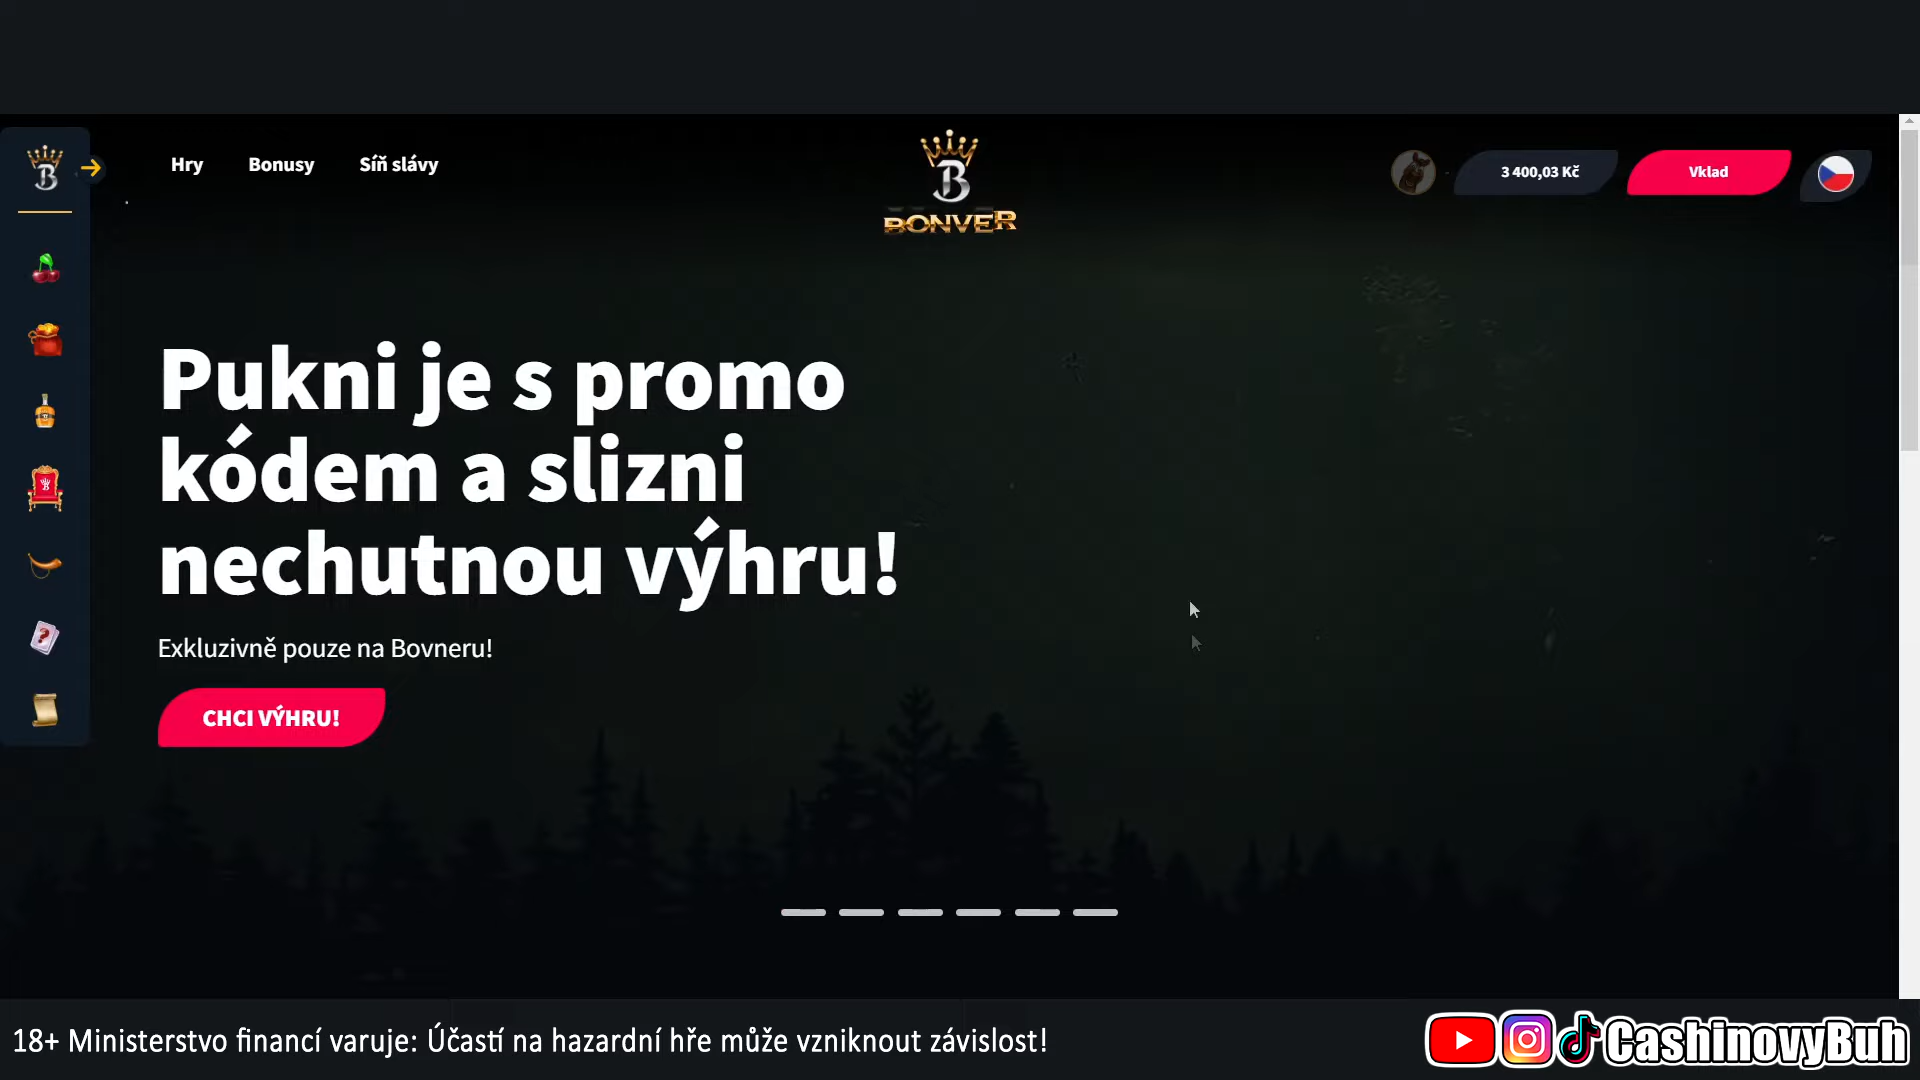 Hry Bonusy Síň slávy
B
B
BONVER
3 400,03 Kč
Vklad
Pukni je s promo
kódem a slizni
nechutnou výhru!
Exkluzivně pouze na Bovneru!
CHCI VÝHRU!
?
18+ Ministerstvo financí varuje: Účastí na hazardní hře může vzniknout závislost!
CashinovyBuh